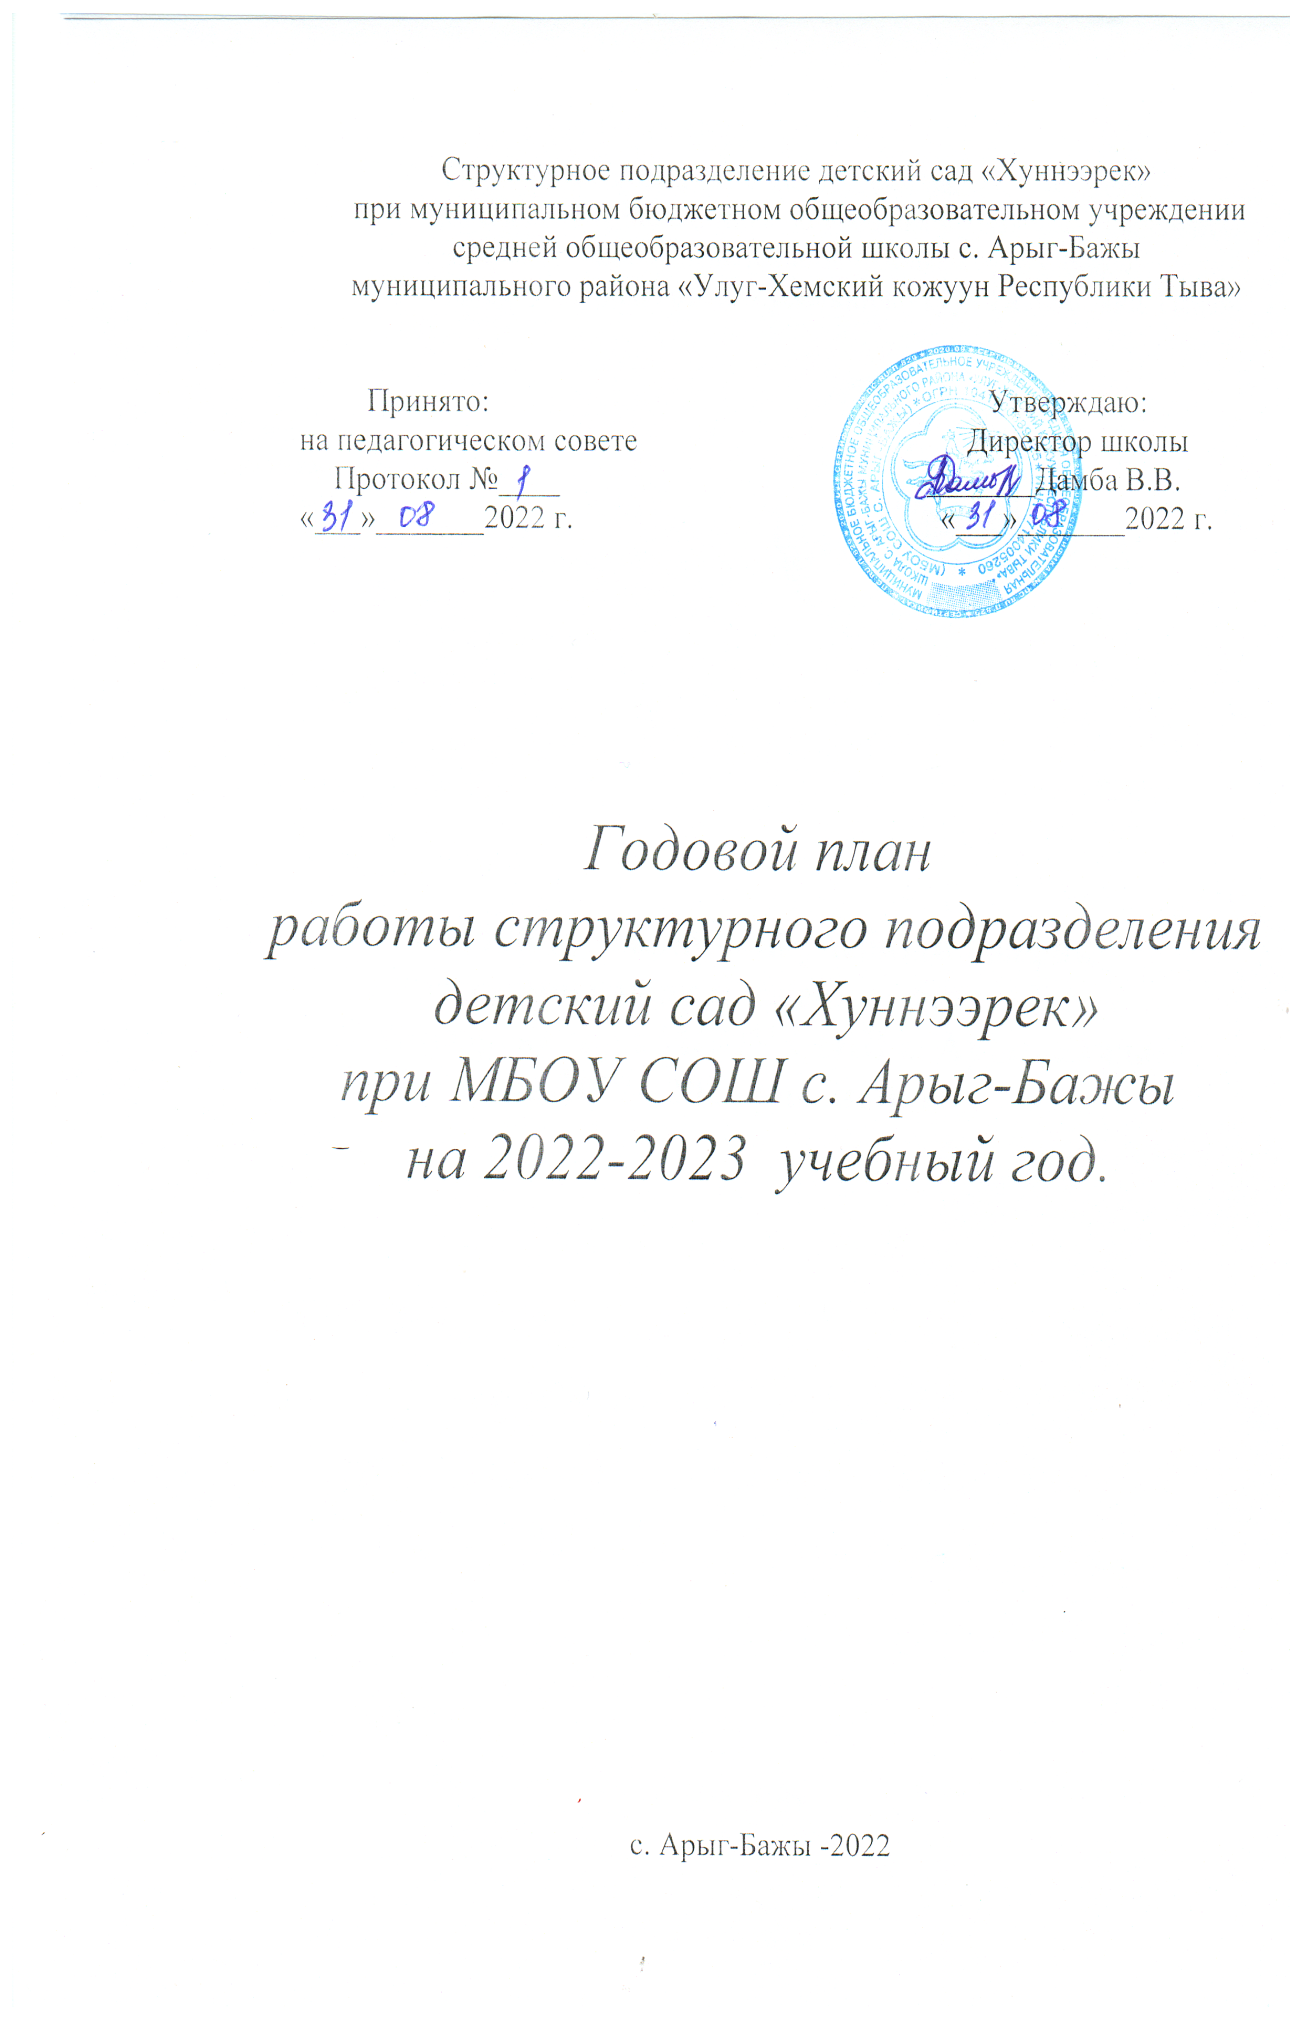 Структурное подразделение детский сад «Хуннээрек»
при муниципальном бюджетном общеобразовательном учреждении
средней общеобразовательной школы с. Арыг-Бажы
муниципального района «Улуг-Хемский кожуун Республики Тыва»
Принято:
на педагогическом совете
Протокол № 1
«31» 08 2022 г.
Утверждаю:
Директор школы
Дамба В.В.
«31» 08 2022 г.
Годовой план
работы структурного подразделения
детский сад «Хуннээрек»
при МБОУ СОШ с. Арыг-Бажы
на 2022-2023 учебный год.
с. Арыг-Бажы -2022